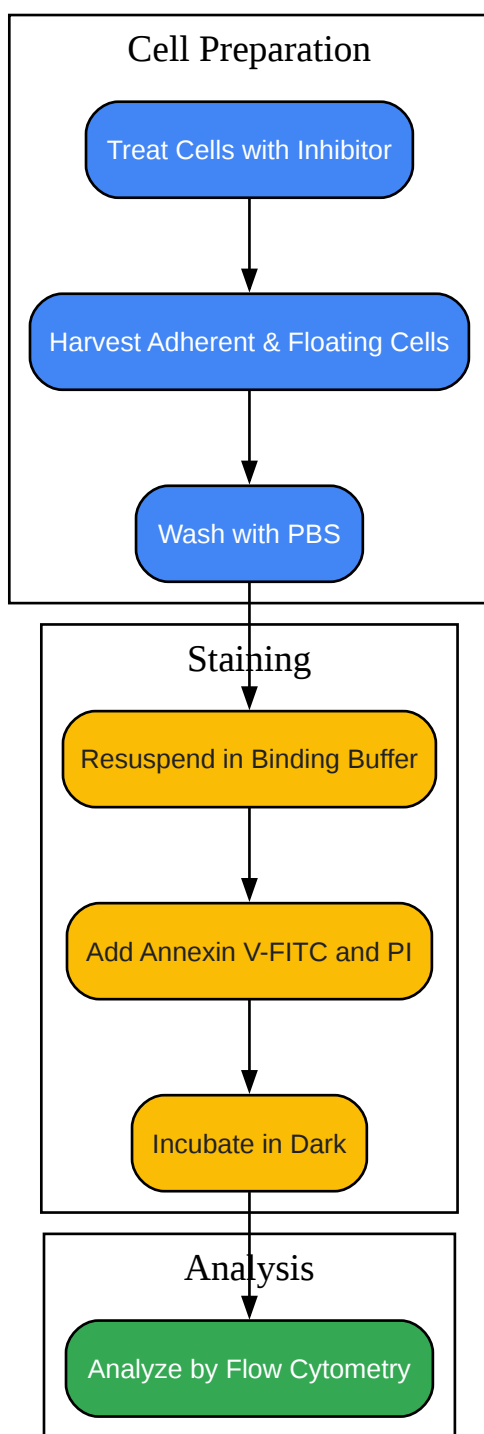 Cell Preparation
Treat Cells with Inhibitor
Harvest Adherent & Floating Cells
Wash with PBS
Staining
Resuspend in Binding Buffer
Add Annexin V-FITC and PI
Incubate in Dark
Analysis
Analyze by Flow Cytometry